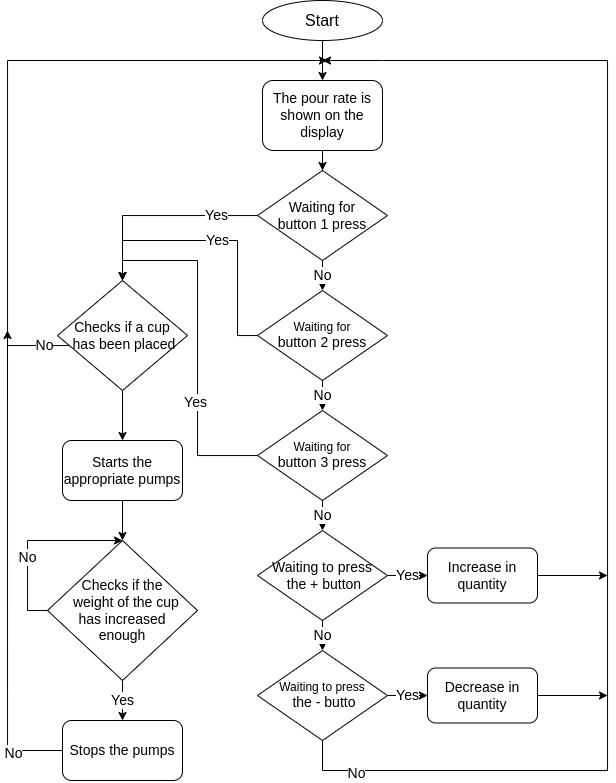 Start
The pour rate is
shown on the
display
Waiting for
button 1 press
Yes
Yes
No
Checks if a cup
has been placed
No
Waiting for
button 2 press
No
Yes
Waiting for
button 3 press
Starts the
appropriate pumps
No
No
Checks if the
weight of the cup
has increased
enough
Waiting to press
the + button
Yes
Increase in
quantity
No
Yes
Waiting to press
the - butto
Yes
Decrease in
quantity
Stops the pumps
No
No